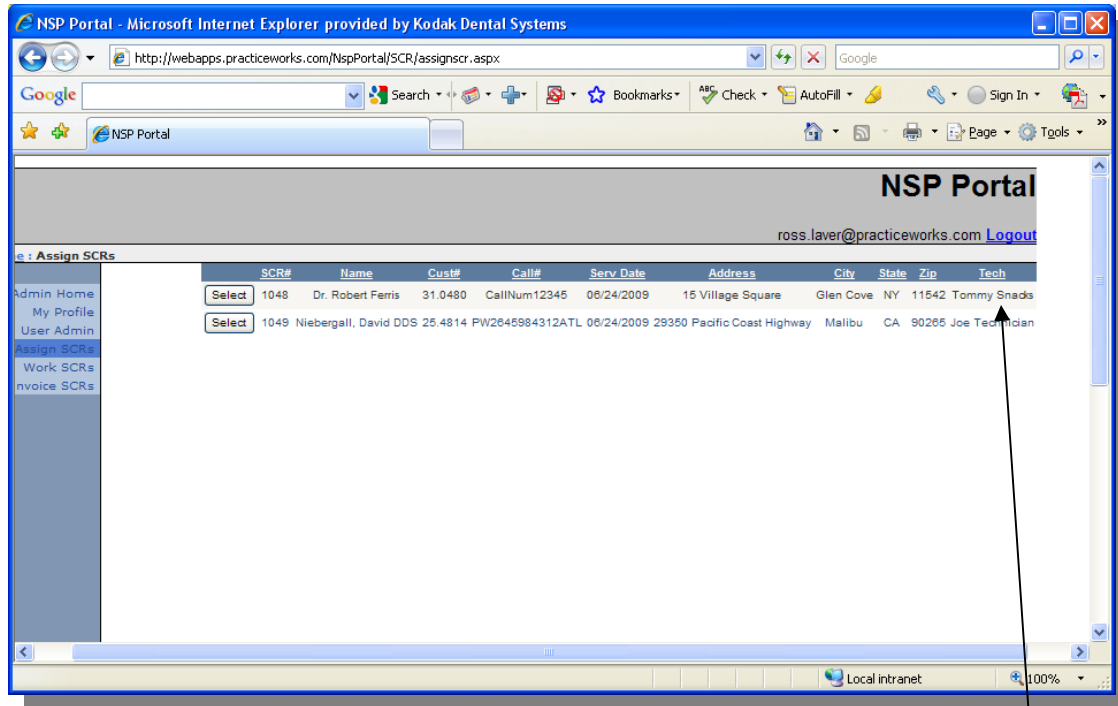 NSP Portal - Microsoft Internet Explorer provided by Kodak Dental Systems
http://webapps.practiceworks.com/NspPortal/SCR/assignscr.aspx Google
Google Search Bookmarks Check AutoFill Sign In
NSP Portal Page Tools
NSP Portal
ross.laver@practiceworks.com Logout
e : Assign SCRs
SCR# Name Cust# Call# Serv Date Address City State Zip Tech
Select 1048 Dr. Robert Ferris 31.0480 CallNum12345 06/24/2009 15 Village Square Glen Cove NY 11542 Tommy Snacks
Select 1049 Niebergall, David DDS 25.4814 PW2645984312ATL 06/24/2009 29350 Pacific Coast Highway Malibu CA 90265 Joe Technician
Admin Home
My Profile
User Admin
Assign SCRs
Work SCRs
nvoice SCRs
Local intranet 100%